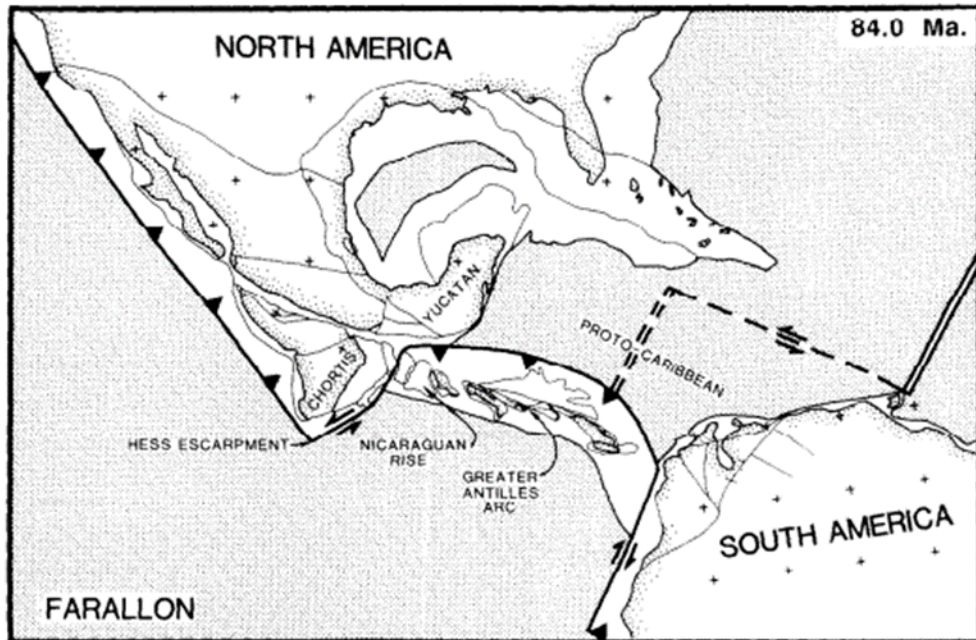 84.0 Ma.
NORTH AMERICA
YUCATAN
PROTO-CARIBBEAN
CHORTIS
HESS ESCARPMENT
NICARAGUAN
RISE
GREATER
ANTILLES
ARC
SOUTH AMERICA
FARALLON